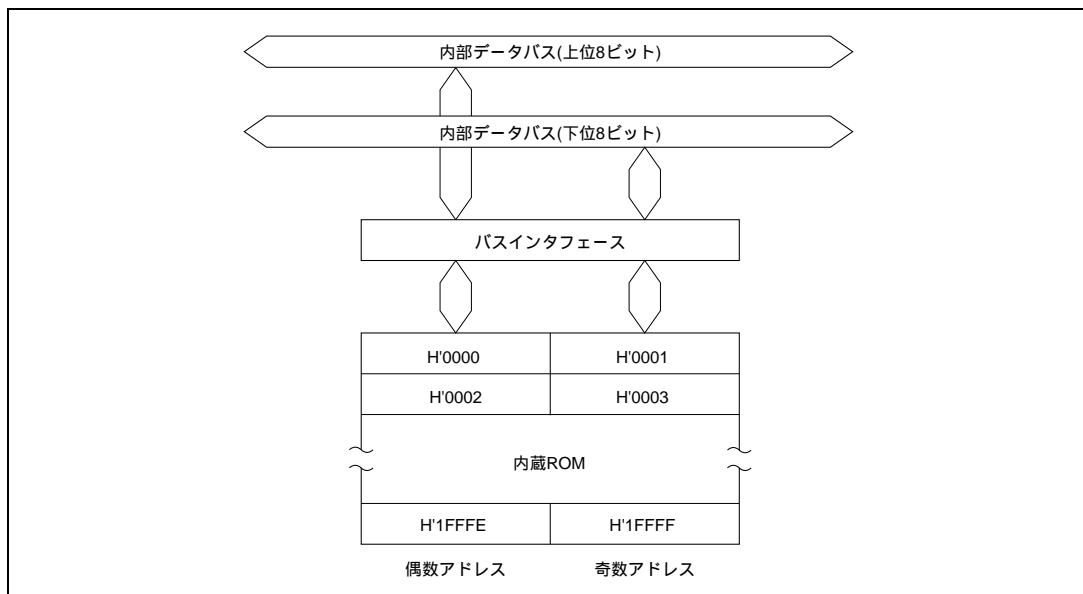 内部データバス(上位8ビット)
内部データバス(下位8ビット)
バスインタフェース
H'0000 H'0001
H'0002 H'0003
内蔵ROM
H'1FFFE H'1FFFF
偶数アドレス 奇数アドレス